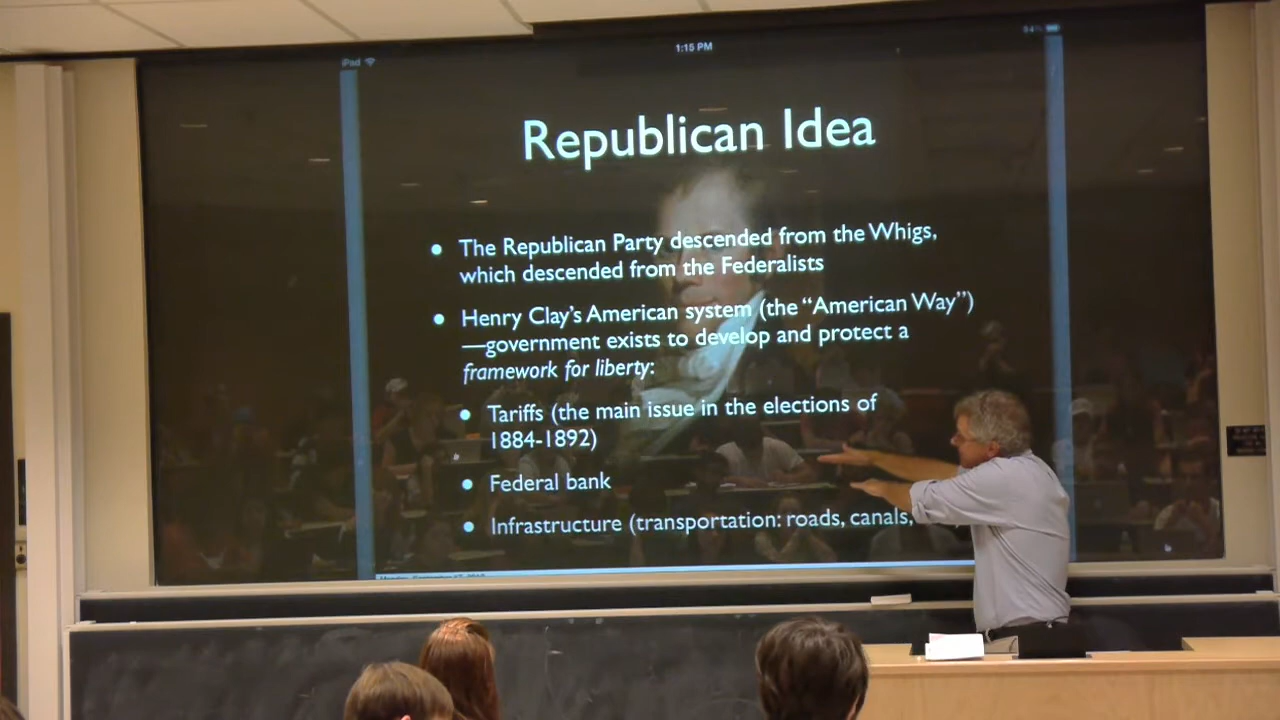 iPad
1:15 PM
Republican Idea
• The Republican Party descended from the Whigs,
which descended from the Federalists
• Henry Clay's American system (the “American Way”)
—government exists to develop and protect a
framework for liberty:
• Tariffs (the main issue in the elections of
1884-1892)
• Federal bank
• Infrastructure (transportation: roads, canals,